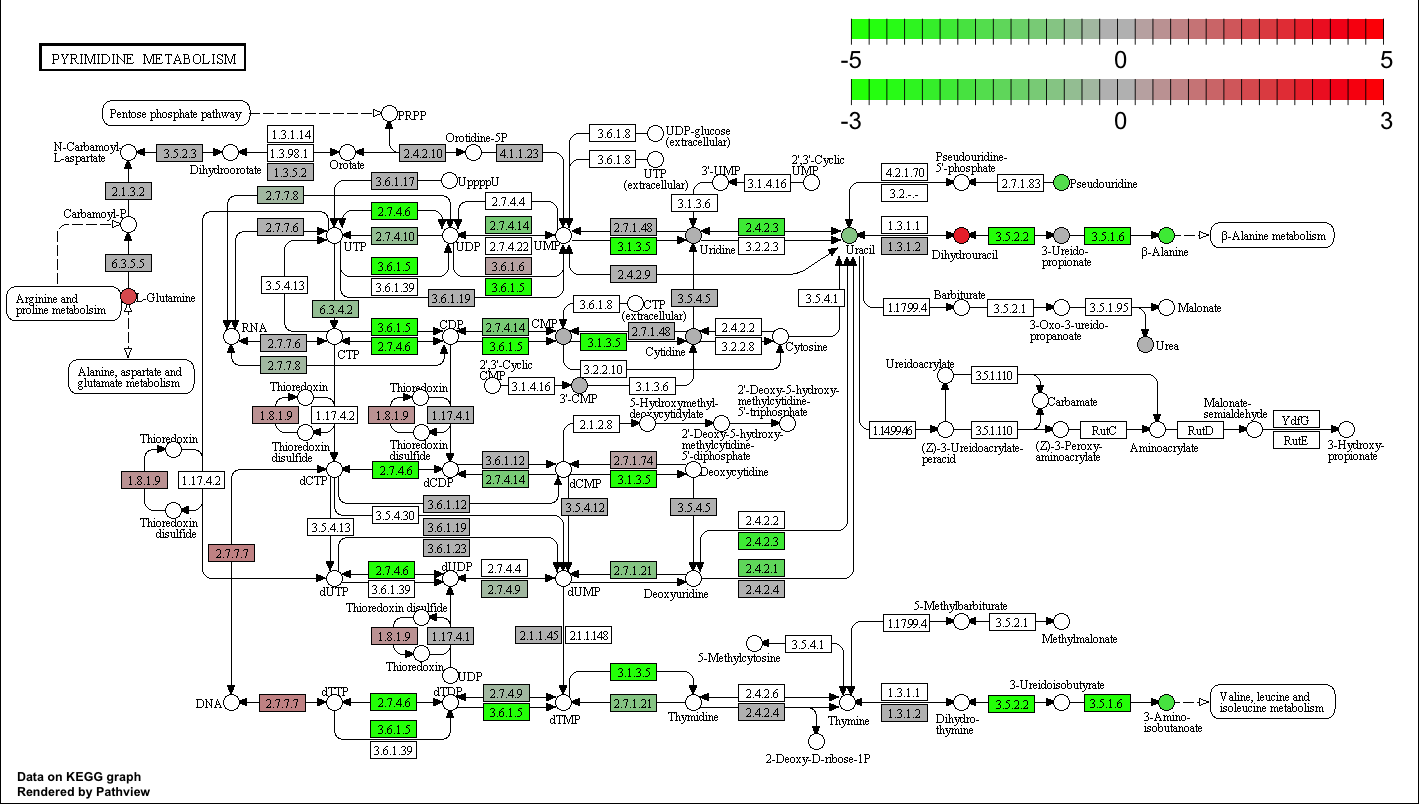 PYRIMIDINE METABOLISM
-5
0
5
-3
0
3
Pentose phosphate pathway
PRPP
N-Carbamoyl-
L-aspartate
3.5.2.3
Dihydroorotate
1.3.1.14
1.3.98.1
1.3.5.2
Orotate
2.4.2.10
Orotidine-5P
4.1.1.23
3.6.1.8
UDP-glucose
(extracellular)
3.6.1.8
UTP
(extracellular)
3'-UMP
3.1.4.16
2',3'-Cyclic
UMP
3.1.3.6
4.2.1.70
3.2.-.-
Pseudouridine-
5'-phosphate
2.7.1.83
Pseudouridine
2.1.3.2
Carbamoyl-P
6.3.5.5
L-Glutamine
Arginine and
proline metabolisim
Alanine, aspartate and
glutamate metabolism
2.7.7.8
3.6.1.17
UppppU
2.7.7.6
UTP
2.7.4.6
2.7.4.10
3.6.1.5
3.6.1.39
UDP
2.7.4.4
2.7.4.14
2.7.4.22
3.6.1.6
3.6.1.5
UMP
2.7.1.48
3.1.3.5
Uridine
2.4.2.3
3.2.2.3
Uracil
1.3.1.1
1.3.1.2
Dihydrouracil
3.5.2.2
3-Ureido-
propionate
3.5.1.6
β-Alanine
β-Alanine metabolism
2.4.2.9
3.5.4.13
3.6.1.19
6.3.4.2
3.6.1.8
CTP
(extracellular)
3.5.4.5
3.5.4.1
1.1.799.4
Barbiturate
3.5.2.1
3-Oxo-3-ureido-
propanoate
3.5.1.95
Malonate
Urea
RNA
2.7.7.6
2.7.7.8
CTP
3.6.1.5
2.7.4.6
CDP
2.7.4.14
3.6.1.5
CMP
2.7.1.48
3.1.3.5
Cytidine
2.4.2.2
3.2.2.8
Cytosine
3.2.2.10
2',3'-Cyclic
CMP
3.1.4.16
3'-CMP
3.1.3.6
Ureidoacrylate
3.5.1.110
Carbamate
1.14.99.46
(Z)-3-Ureidoacrylate-
peracid
3.5.1.110
(Z)-3-Peroxy-
aminoacrylate
RutC
Aminoacrylate
RutD
Malonate-
semialdehyde
YdfG
RutE
3-Hydroxy-
propionate
Thioredoxin
1.8.1.9
1.17.4.2
Thioredoxin
disulfide
Thioredoxin
1.8.1.9
1.17.4.1
Thioredoxin
disulfide
Thioredoxin
1.8.1.9
1.17.4.2
Thioredoxin
disulfide
2.1.2.8
5-Hydroxymethyl-
deoxycytidylate
2'-Deoxy-5-hydroxy-
methylcytidine-
5'-diphosphate
2'-Deoxy-5-hydroxy-
methylcytidine-
5'-triphosphate
dCTP
2.7.4.6
dCDP
3.6.1.12
2.7.4.14
dCMP
2.7.1.74
3.1.3.5
Deoxycytidine
3.6.1.12
3.5.4.30
3.6.1.19
3.6.1.23
3.5.4.12
3.5.4.5
3.5.4.13
2.4.2.2
2.4.2.3
2.4.2.1
2.4.2.4
2.7.7.7
dUTP
2.7.4.6
3.6.1.39
dUDP
2.7.4.4
2.7.4.9
dUMP
2.7.1.21
Deoxyuridine
Thioredoxin disulfide
1.8.1.9
1.17.4.1
Thioredoxin
UDP
2.1.1.45
2.1.1.148
5-Methylcytosine
3.5.4.1
1.1.799.4
5-Methylbarbiturate
3.5.2.1
Methylmalonate
DNA
2.7.7.7
dTTP
2.7.4.6
3.6.1.5
3.6.1.39
dTDP
2.7.4.9
3.6.1.5
dTMP
3.1.3.5
2.7.1.21
Thymidine
2.4.2.6
2.4.2.4
Thymine
2-Deoxy-D-ribose-1P
1.3.1.1
1.3.1.2
Dihydro-
thymine
3.5.2.2
3-Ureidoisobutyrate
3.5.1.6
3-Amino-
isobutanoate
Valine, leucine and
isoleucine metabolism
Data on KEGG graph
Rendered by Pathview